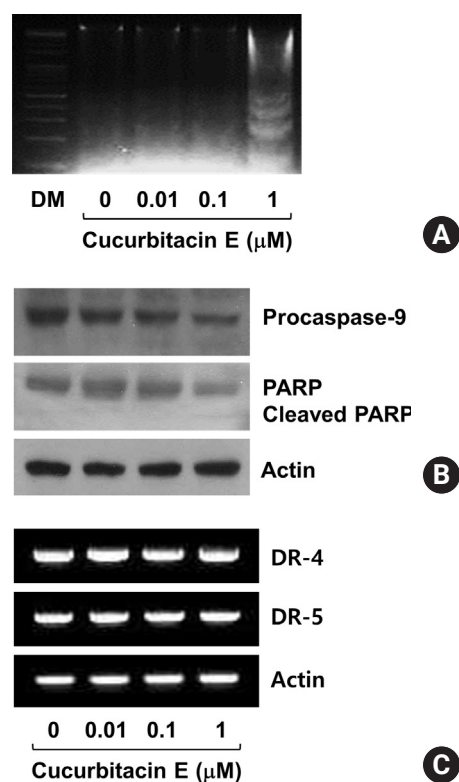 DM 0 0.01 0.1 1
Cucurbitacin E (μM)
A
Procaspase-9
PARP
Cleaved PARP
Actin
B
DR-4
DR-5
Actin
0 0.01 0.1 1
Cucurbitacin E (μM)
C